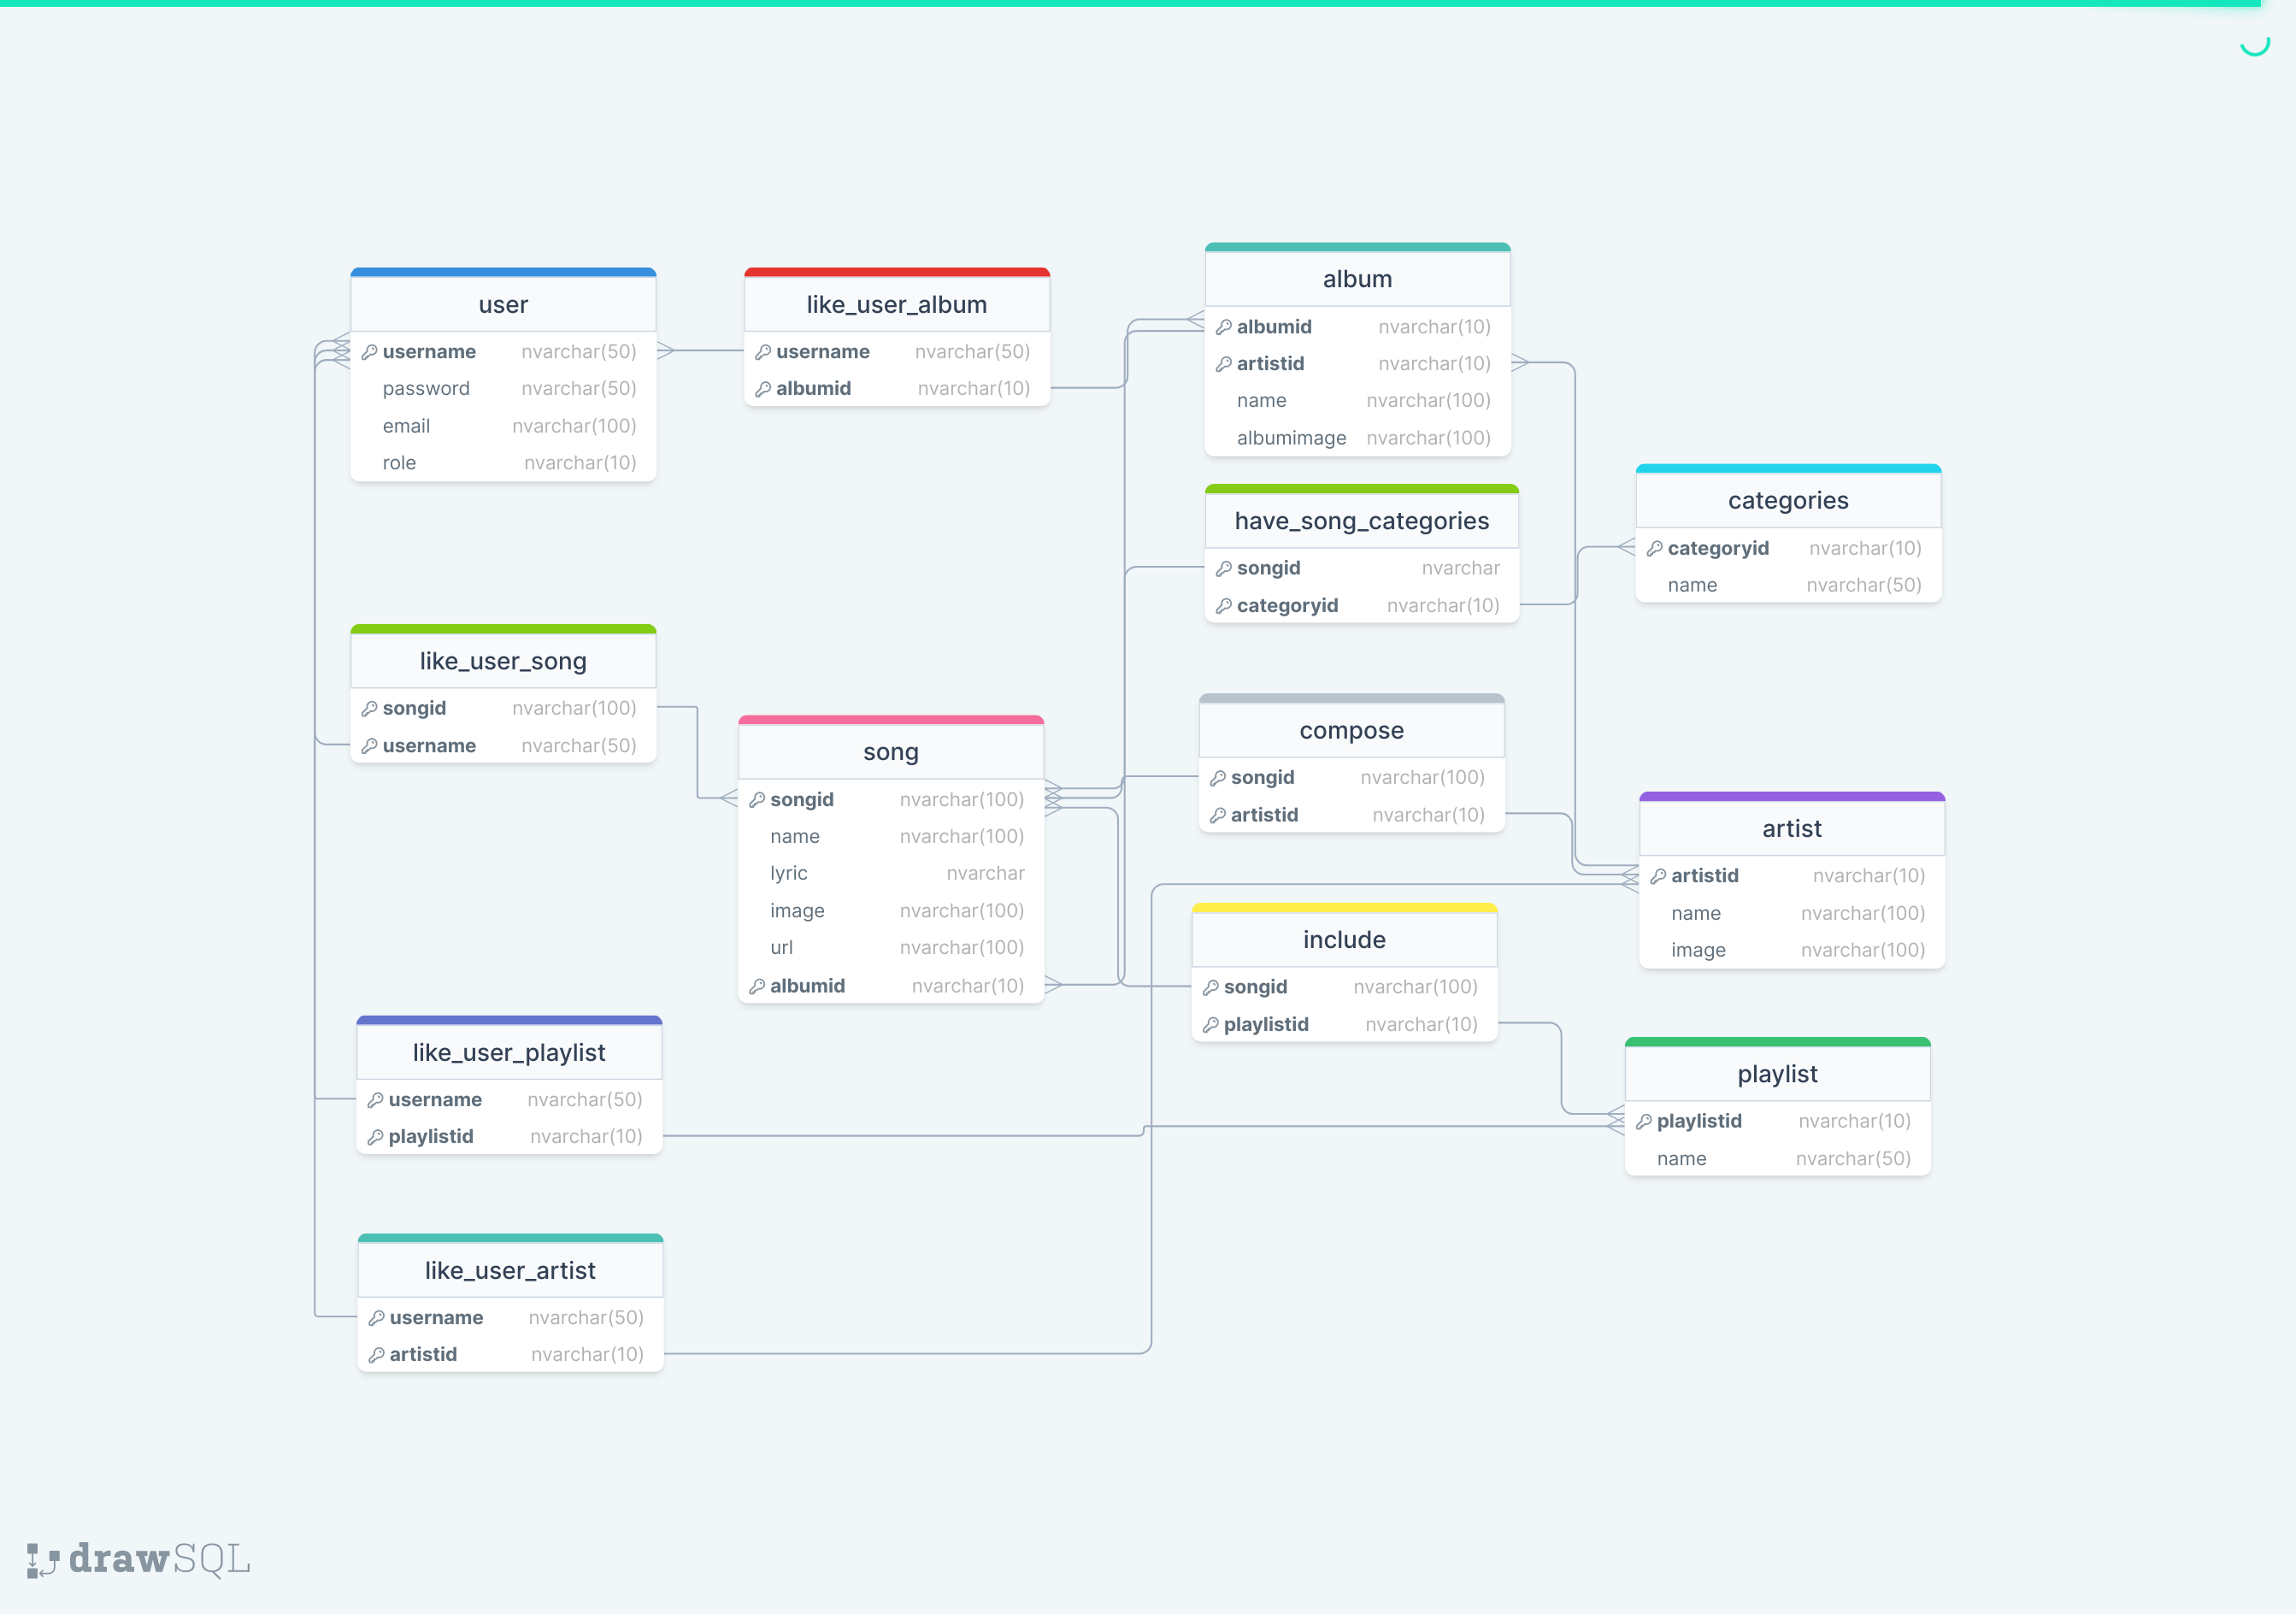 user
username nvarchar(50)
password nvarchar(50)
email nvarchar(100)
role nvarchar(10)
like_user_album
username nvarchar(50)
albumid nvarchar(10)
album
albumid nvarchar(10)
artistid nvarchar(10)
name nvarchar(100)
albumimage nvarchar(100)
have_song_categories
songid nvarchar
categoryid nvarchar(10)
categories
categoryid nvarchar(10)
name nvarchar(50)
like_user_song
songid nvarchar(100)
username nvarchar(50)
song
songid nvarchar(100)
name nvarchar(100)
lyric nvarchar
image nvarchar(100)
url nvarchar(100)
albumid nvarchar(10)
compose
songid nvarchar(100)
artistid nvarchar(10)
artist
artistid nvarchar(10)
name nvarchar(100)
image nvarchar(100)
include
songid nvarchar(100)
playlistid nvarchar(10)
like_user_playlist
username nvarchar(50)
playlistid nvarchar(10)
playlist
playlistid nvarchar(10)
name nvarchar(50)
like_user_artist
username nvarchar(50)
artistid nvarchar(10)
drawSQL